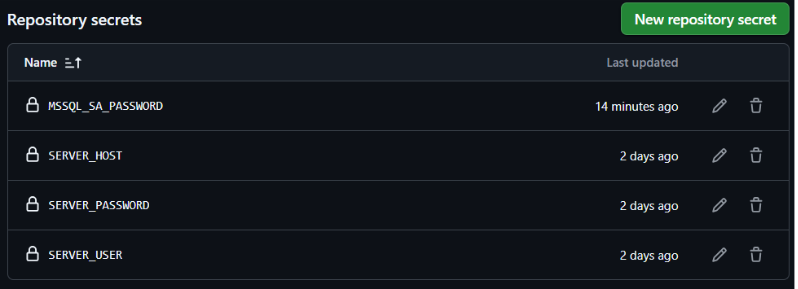 Repository secrets
New repository secret
Name
Last updated
MSSQL_SA_PASSWORD
14 minutes ago
SERVER_HOST
2 days ago
SERVER_PASSWORD
2 days ago
SERVER_USER
2 days ago